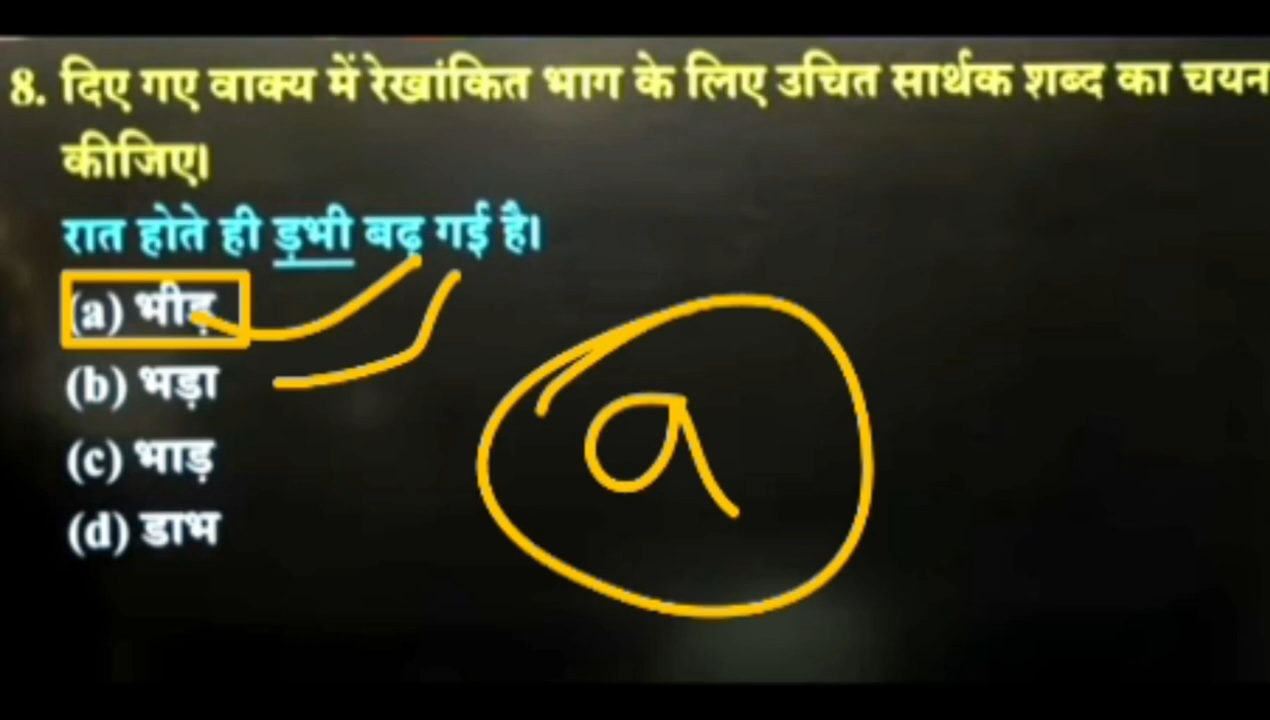 8. दिए गए वाक्य में रेखांकित भाग के लिए उचित सार्थक शब्द का चयन
कीजिए।
रात होते ही ड़भी बढ़ गई है।
(a) भीड़
(b) भड़ा
(c) भाड़
(d) डाभ
a